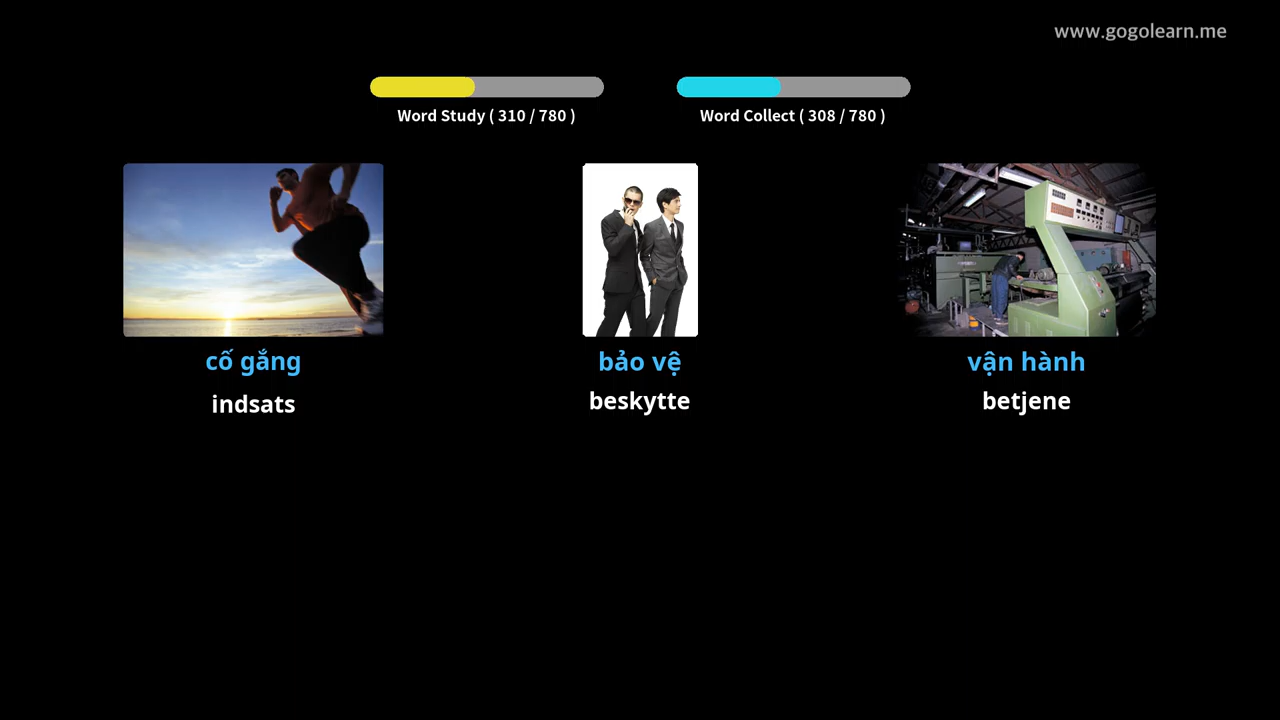 www.gogolearn.me
Word Study ( 310 / 780 )
Word Collect ( 308 / 780 )
cố gắng
indsats
bảo vệ
beskytte
vận hành
betjene